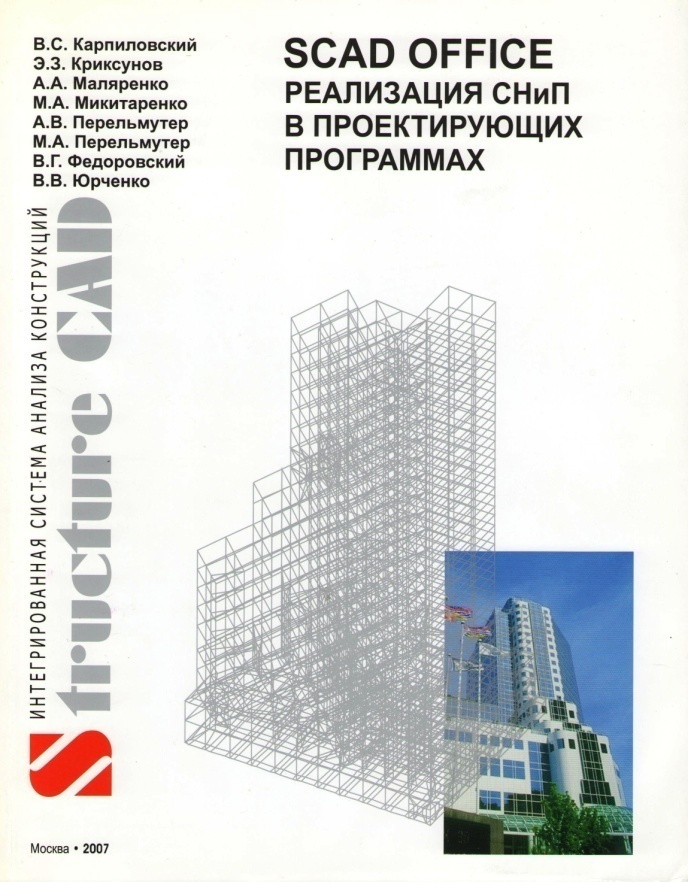 В.С. Карпиловский
Э.З. Криксунов
А.А. Маляренко
М.А. Микитаренко
А.В. Перельмутер
М.А. Перельмутер
В.Г. Федоровский
В.В. Юрченко
SCAD OFFICE
РЕАЛИЗАЦИЯ СНиП
В ПРОЕКТИРУЮЩИХ
ПРОГРАММАХ
ИНТЕГРИРОВАННАЯ СИСТЕМА АНАЛИЗА КОНСТРУКЦИЙ
Structure CAD
Москва • 2007